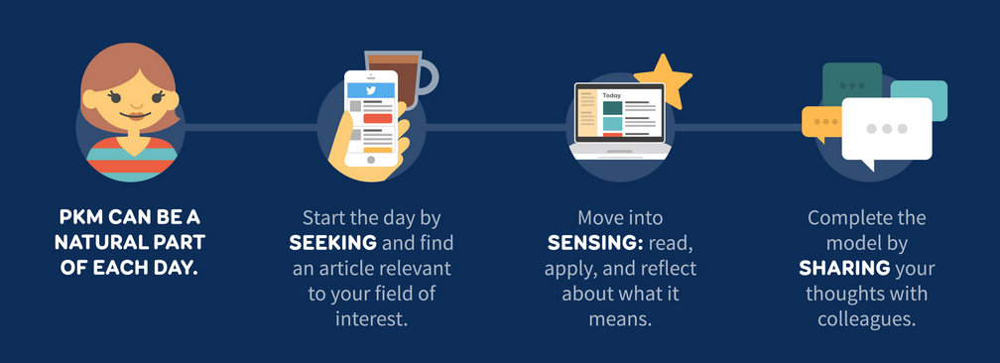 PKM CAN BE A
NATURAL PART
OF EACH DAY.
Start the day by
SEEKING and find
an article relevant
to your field of
interest.
Today
Move into
SENSING: read,
apply, and reflect
about what it
means.
Complete the
model by
SHARING your
thoughts with
colleagues.